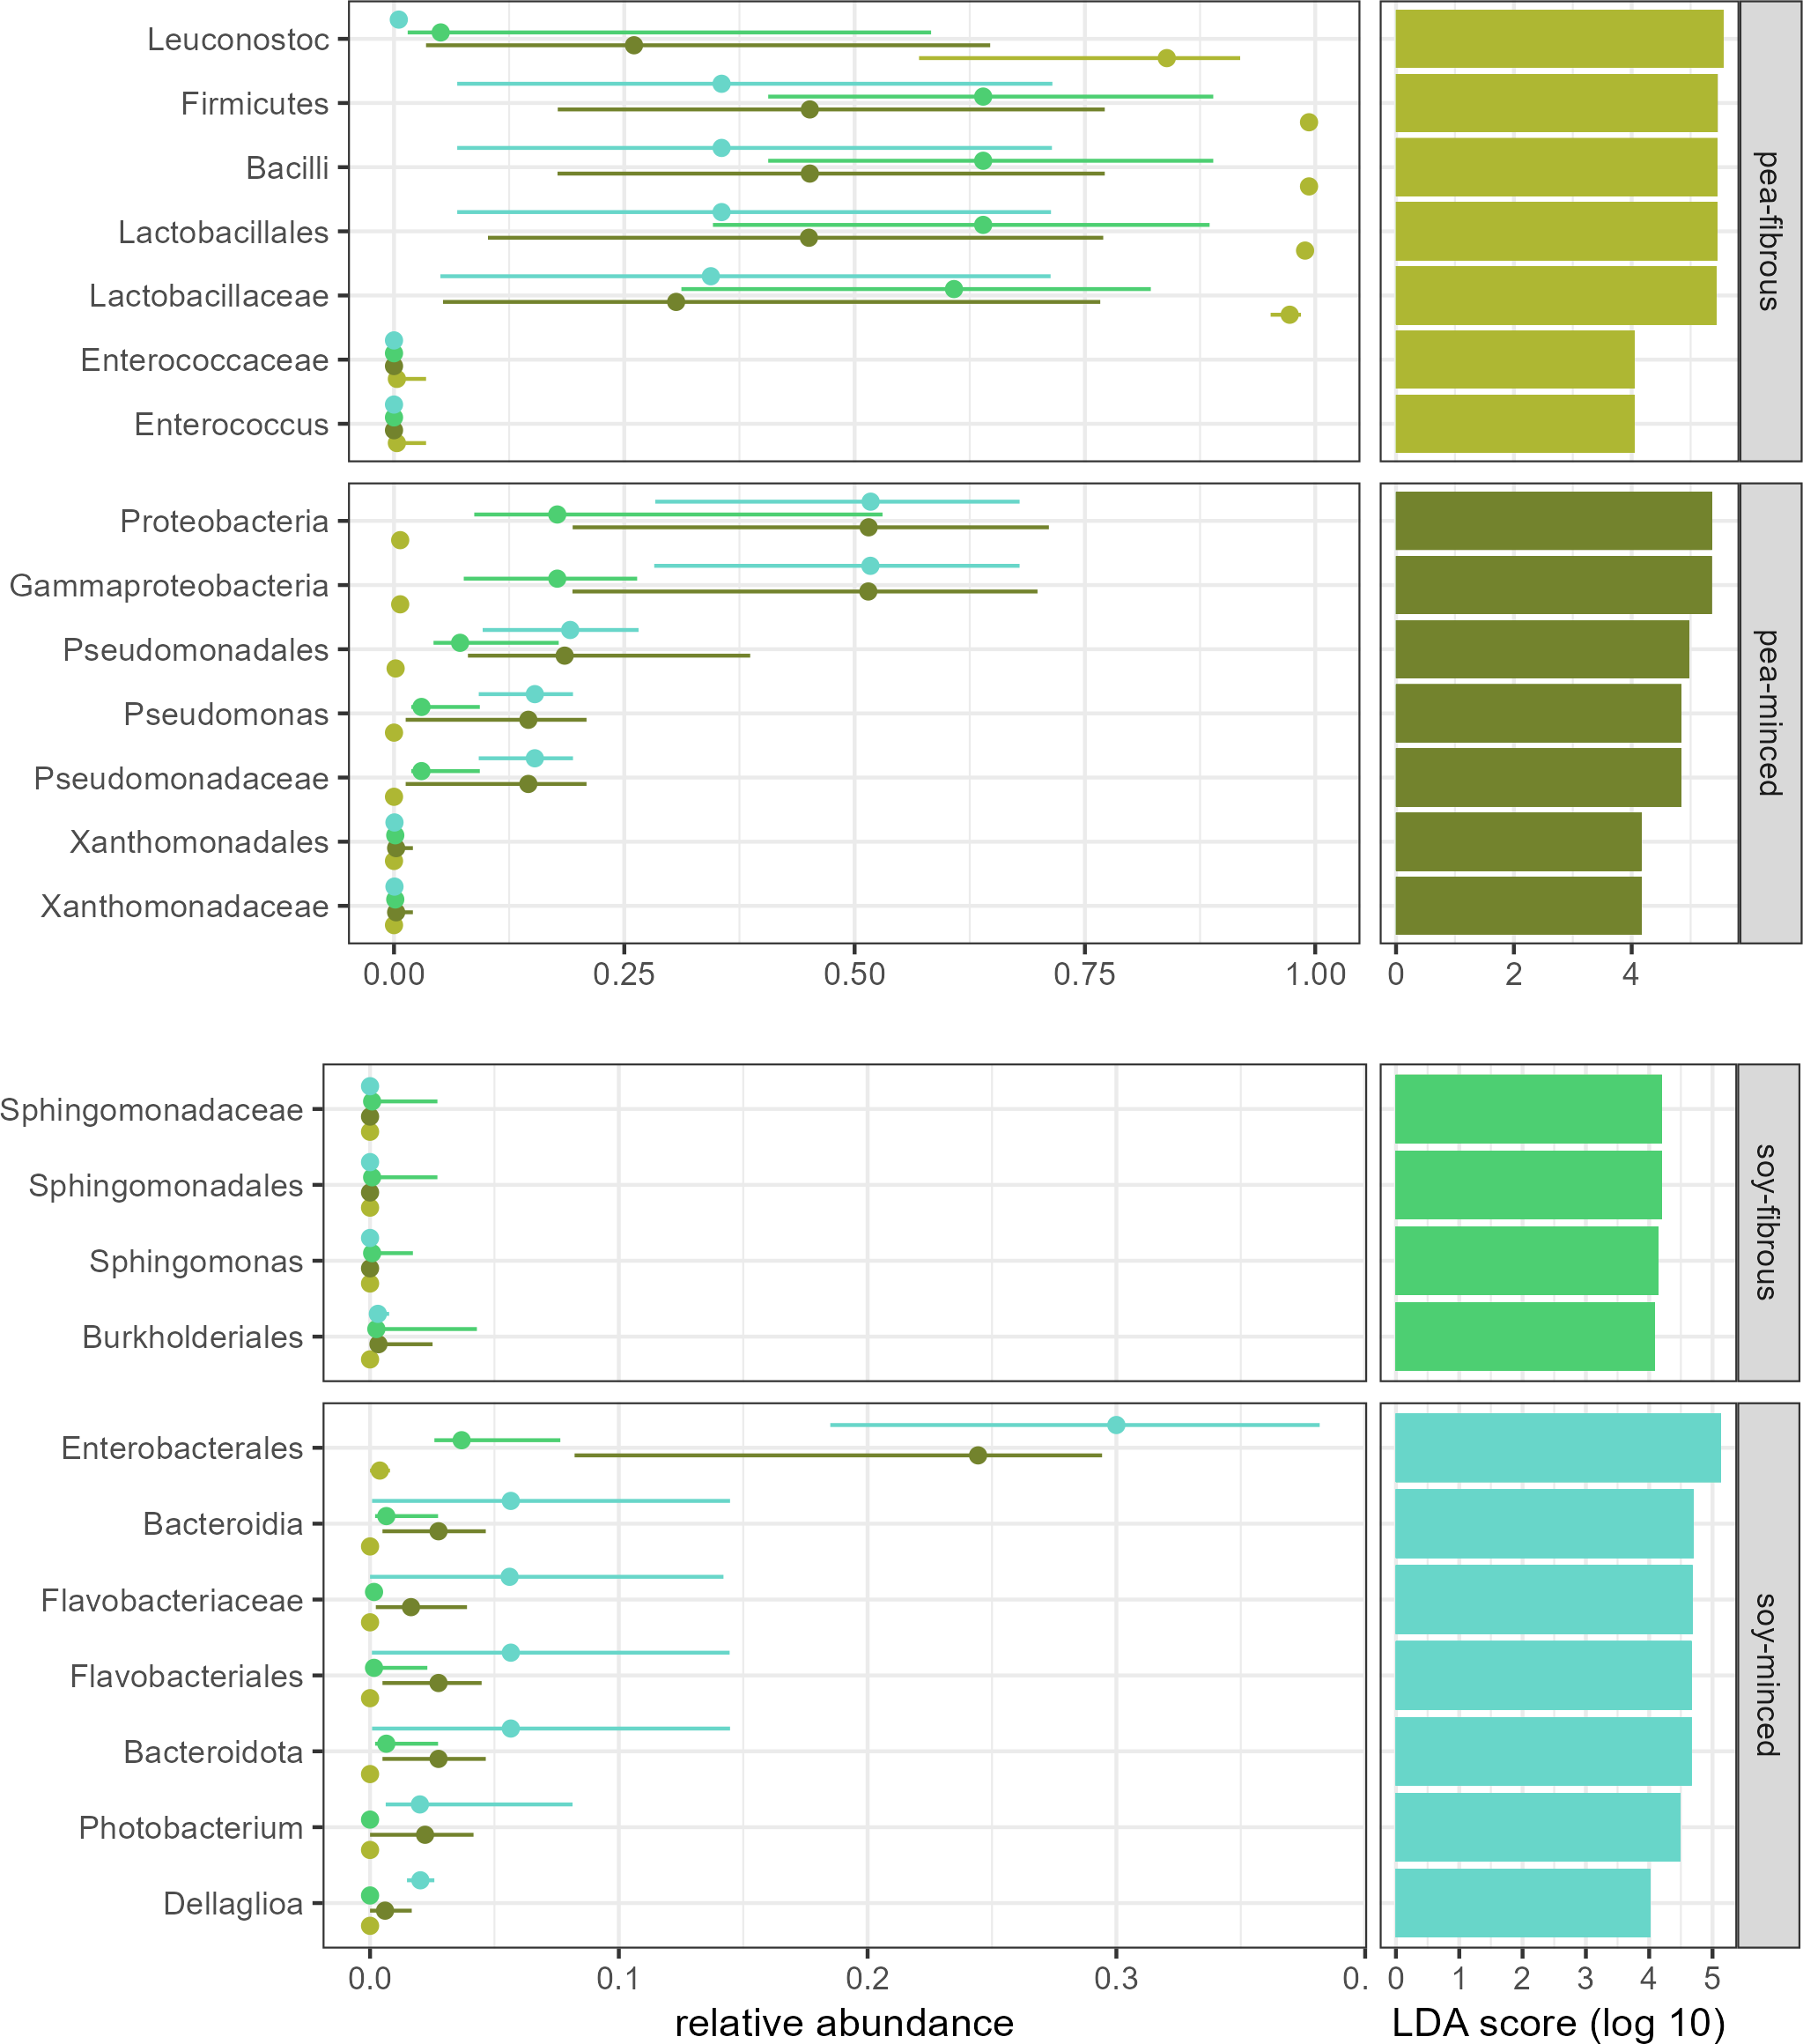 Leuconostoc
Firmicutes
Bacilli
Lactobacillales
Lactobacillaceae
Enterococcaceae
Enterococcus
pea-fibrous
Proteobacteria
Gammaproteobacteria
Pseudomonadales
Pseudomonas
Pseudomonadaceae
Xanthomonadales
Xanthomonadaceae
pea-minced
0.00 0.25 0.50 0.75 1.00 0 2 4
Sphingomonadaceae
Sphingomonadales
Sphingomonas
Burkholderiales
soy-fibrous
Enterobacterales
Bacteroidia
Flavobacteriaceae
Flavobacteriales
Bacteroidota
Photobacterium
Dellaglioa
soy-minced
0.0 0.1 0.2 0.3 0. 0 1 2 3 4 5
relative abundance LDA score (log 10)